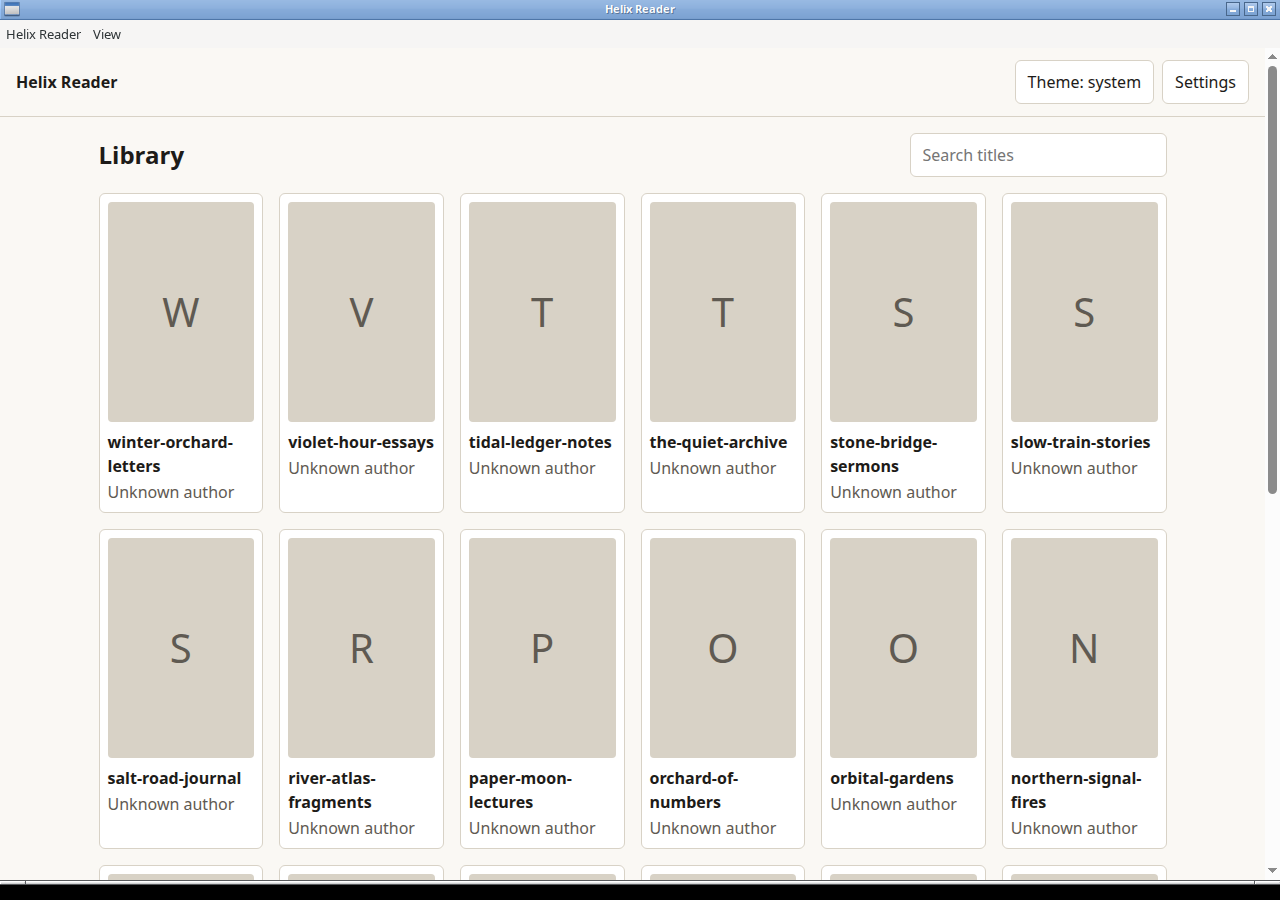 Helix Reader
Helix Reader View
Helix Reader
Theme: system
Settings
Library
Search titles
W
V
T
T
S
S
winter-orchard-
letters
Unknown author
violet-hour-essays
Unknown author
tidal-ledger-notes
Unknown author
the-quiet-archive
Unknown author
stone-bridge-
sermons
Unknown author
slow-train-stories
Unknown author
S
R
P
O
O
N
salt-road-journal
Unknown author
river-atlas-
fragments
Unknown author
paper-moon-
lectures
Unknown author
orchard-of-
numbers
Unknown author
orbital-gardens
Unknown author
northern-signal-
fires
Unknown author